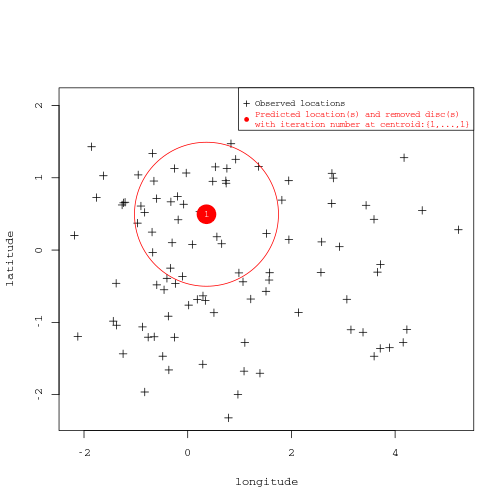 Observed locations
Predicted location(s) and removed disc(s)
with iteration number at centroid:{1,...,1}
2
1
0
-1
-2
latitude
1
-2
0
2
4
longitude